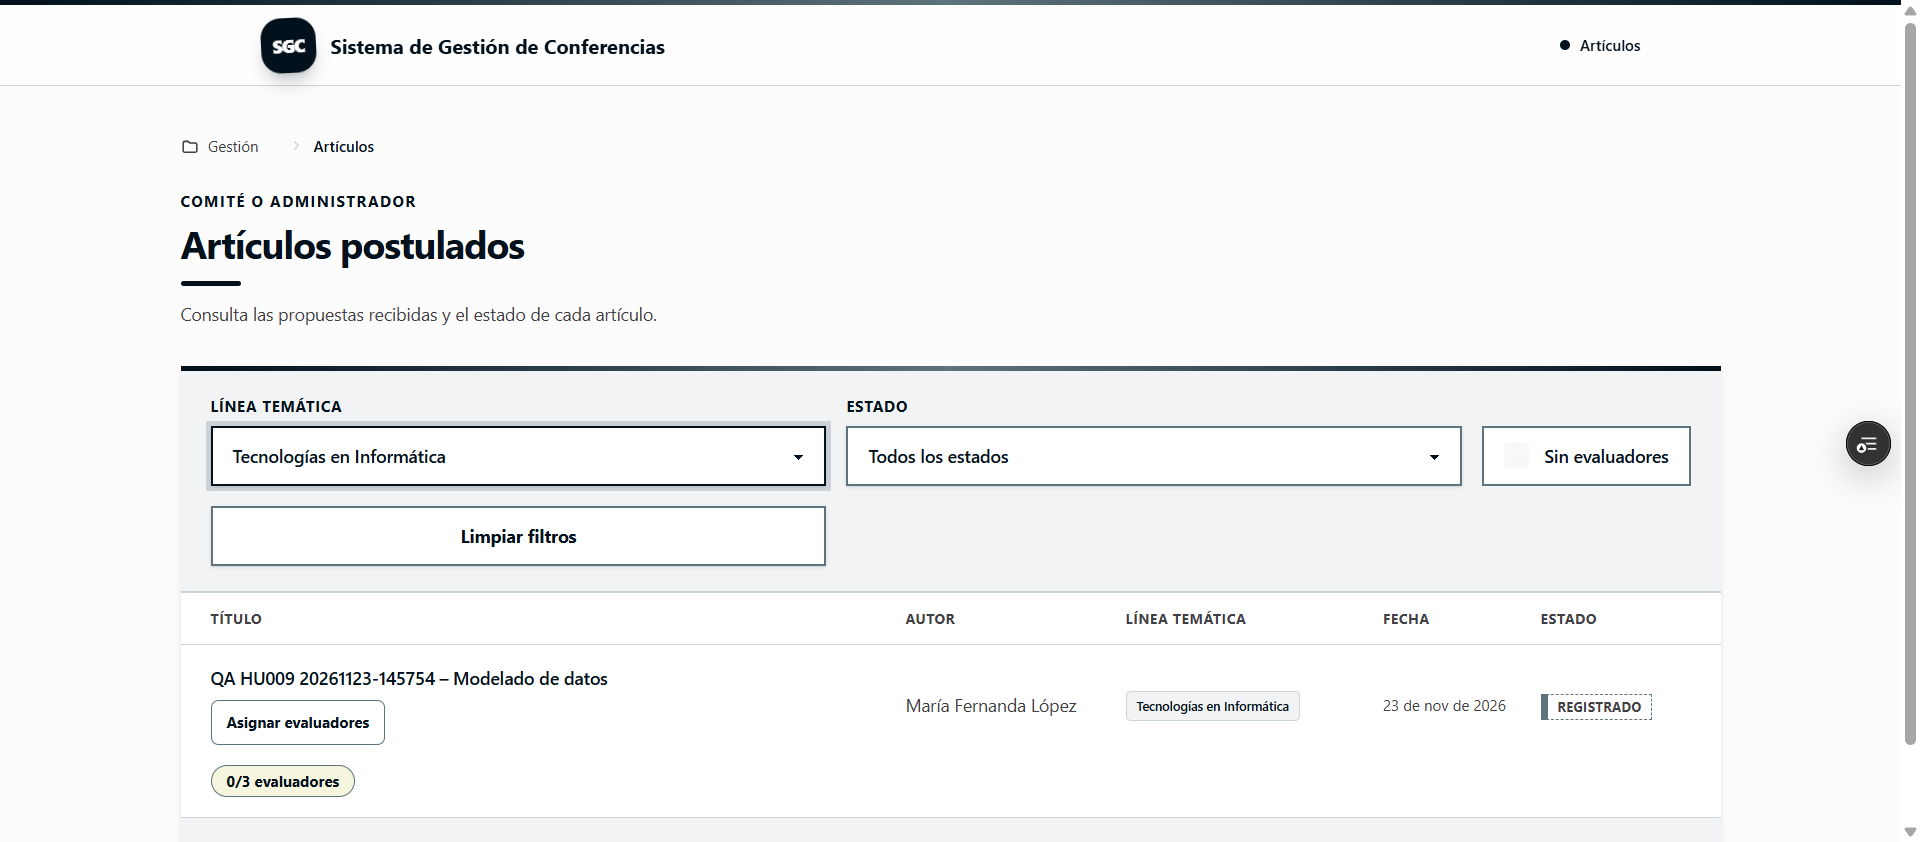 SGC Sistema de Gestión de Conferencias
Artículos
Gestión > Artículos
COMITÉ O ADMINISTRADOR
Artículos postulados
Consulta las propuestas recibidas y el estado de cada artículo.
LÍNEA TEMÁTICA
ESTADO
Tecnologías en Informática
Todos los estados
Sin evaluadores
Limpiar filtros
TÍTULO AUTOR LÍNEA TEMÁTICA FECHA ESTADO
QA HU009 20261123-145754 – Modelado de datos
Asignar evaluadores
0/3 evaluadores
María Fernanda López
Tecnologías en Informática
23 de nov de 2026
REGISTRADO